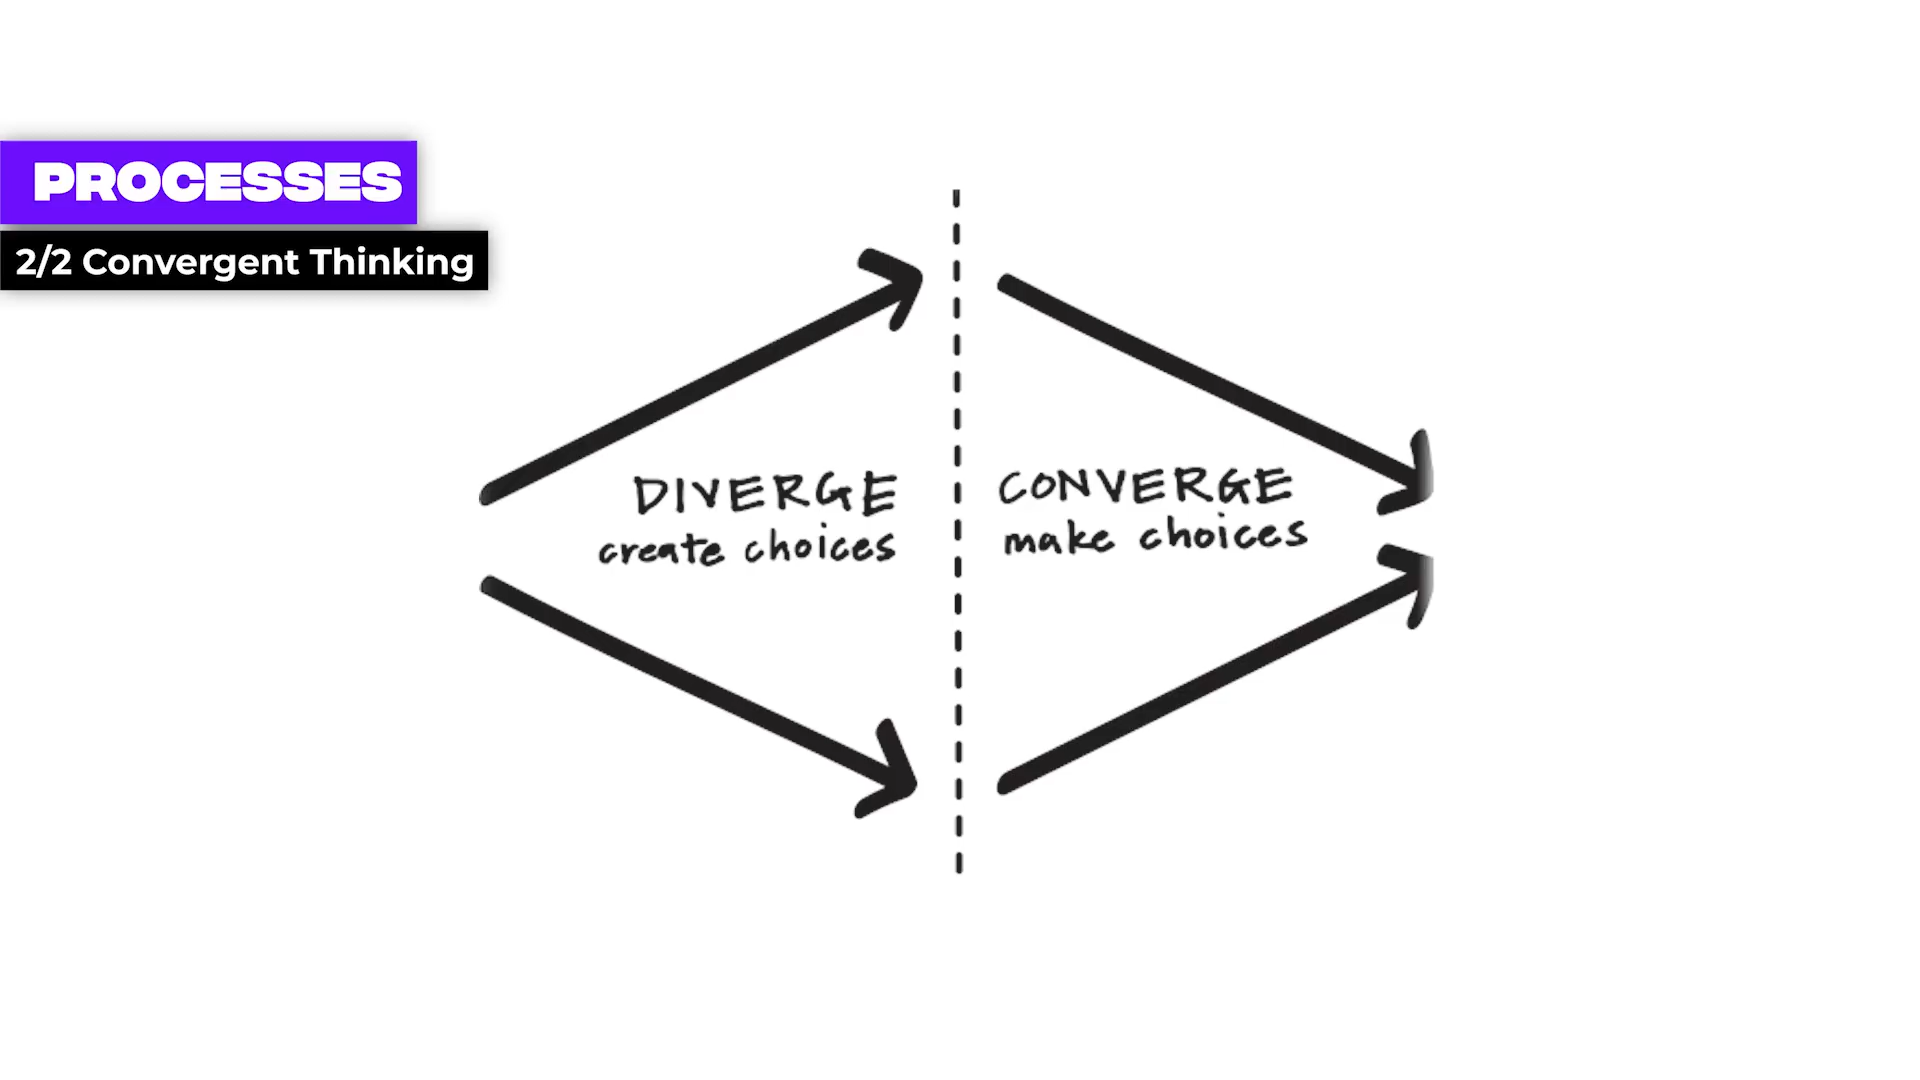 PROCESSES
2/2 Convergent Thinking
DIVERGE
create choices
CONVERGE
make choices